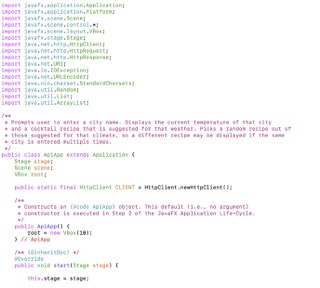 import javafx.application.Application;
import javafx.application.Platform;
import javafx.scene.Scene;
import javafx.scene.control.*;
import javafx.scene.layout.VBox;
import javafx.stage.Stage;
import java.net.http.HttpClient;
import java.net.http.HttpRequest;
import java.net.http.HttpResponse;
import java.net.URI;
import java.io.IOException;
import java.net.URLEncoder;
import java.nio.charset.StandardCharsets;
import java.util.Random;
import java.util.List;
import java.util.ArrayList;
/**
* Prompts user to enter a city name. Displays the current temperature of that city
* and a cocktail recipe that is suggested for that weather. Picks a random recipe out of
* those suggested for that climate, so a different recipe may be displayed if the same
* city is entered multiple times.
*/
public class ApiApp extends Application {
Stage stage;
Scene scene;
VBox root;
public static final HttpClient CLIENT = HttpClient.newHttpClient();
/**
* Constructs an {@code ApiApp} object. This default (i.e., no argument)
* constructor is executed in Step 2 of the JavaFX Application Life-Cycle.
*/
public ApiApp() {
root = new VBox(10);
} // ApiApp
/** {@inheritDoc} */
@Override
public void start(Stage stage) {
this.stage = stage;